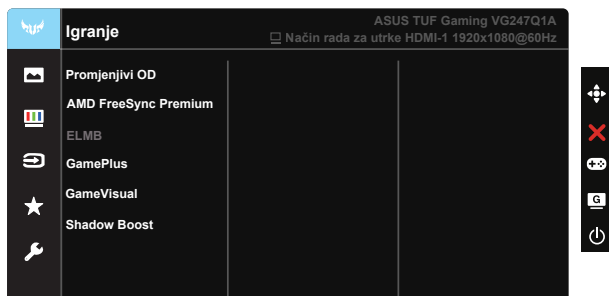 ASUS TUF Gaming VG247Q1A
Igranje
Način rada za utrke HDMI-1 1920x1080@60Hz
Promjenjivi OD
AMD FreeSync Premium
ELMB
GamePlus
GameVisual
Shadow Boost
G